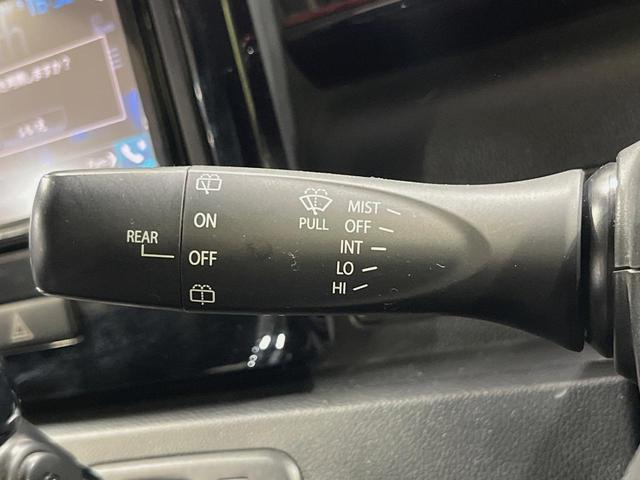 REAR
ON
OFF
PULL
MIST
OFF
INT
LO
HI